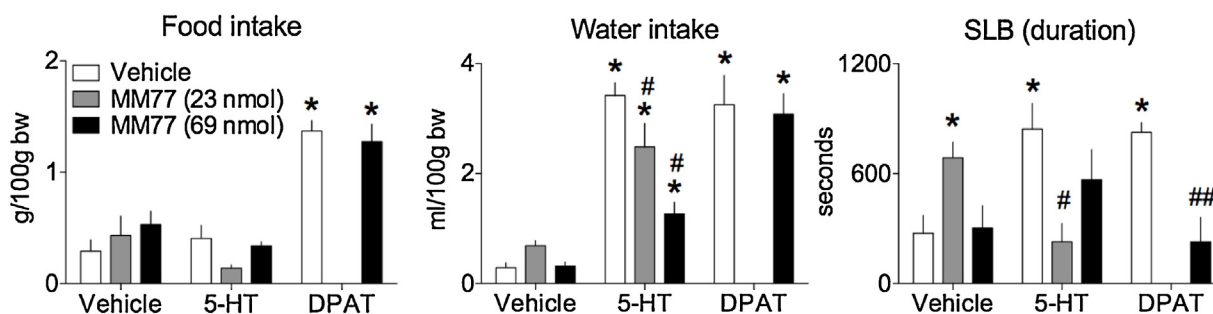 Food intake
2
1
0
g/100g bw
Vehicle
MM77 (23 nmol)
MM77 (69 nmol)
* *
Vehicle 5-HT DPAT
Water intake
4
2
0
ml/100g bw
* # * # * * *
Vehicle 5-HT DPAT
SLB (duration)
1200
600
0
seconds
* * # * ##
Vehicle 5-HT DPAT